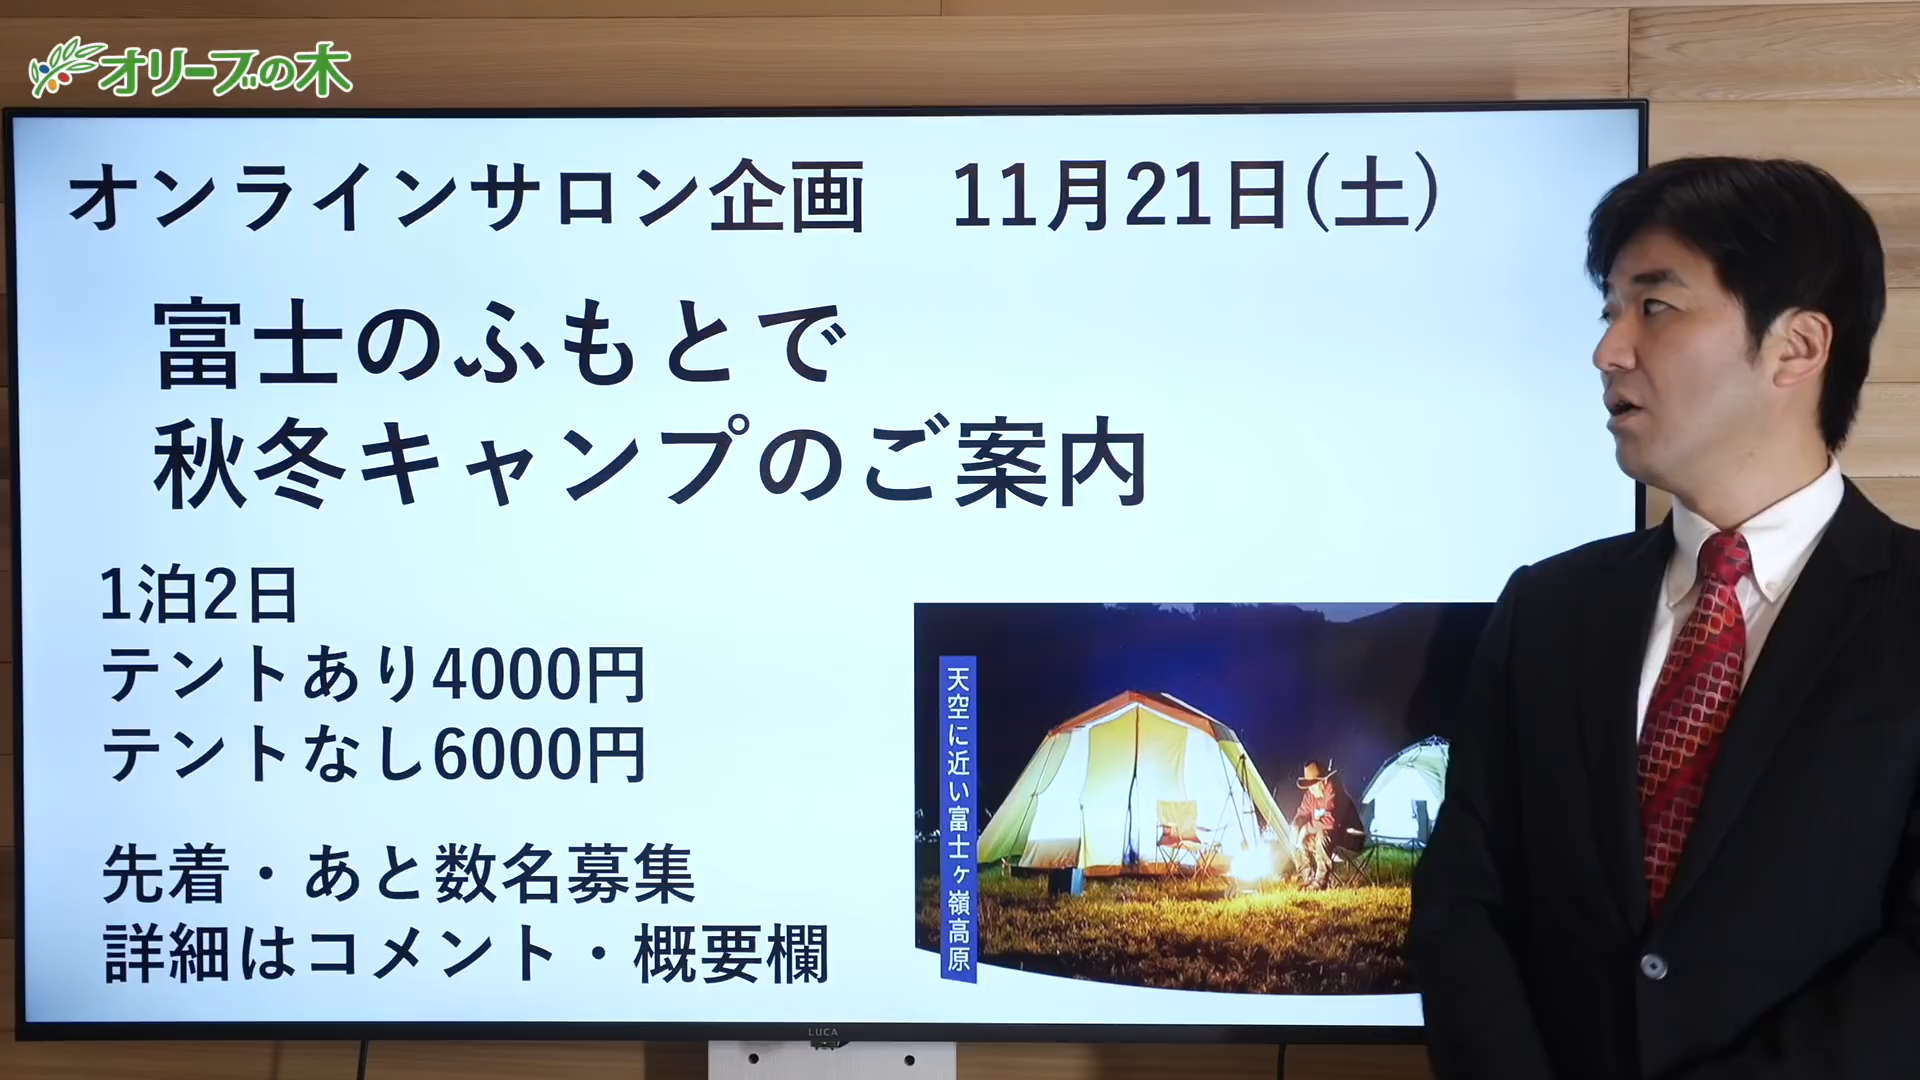 オリーブの木
オンラインサロン企画　11月21日(土)
富士のふもとで
秋冬キャンプのご案内
1泊2日
テントあり4000円
テントなし6000円
先着・あと数名募集
詳細はコメント・概要欄
天空に近い富士ヶ嶺高原
LUCA